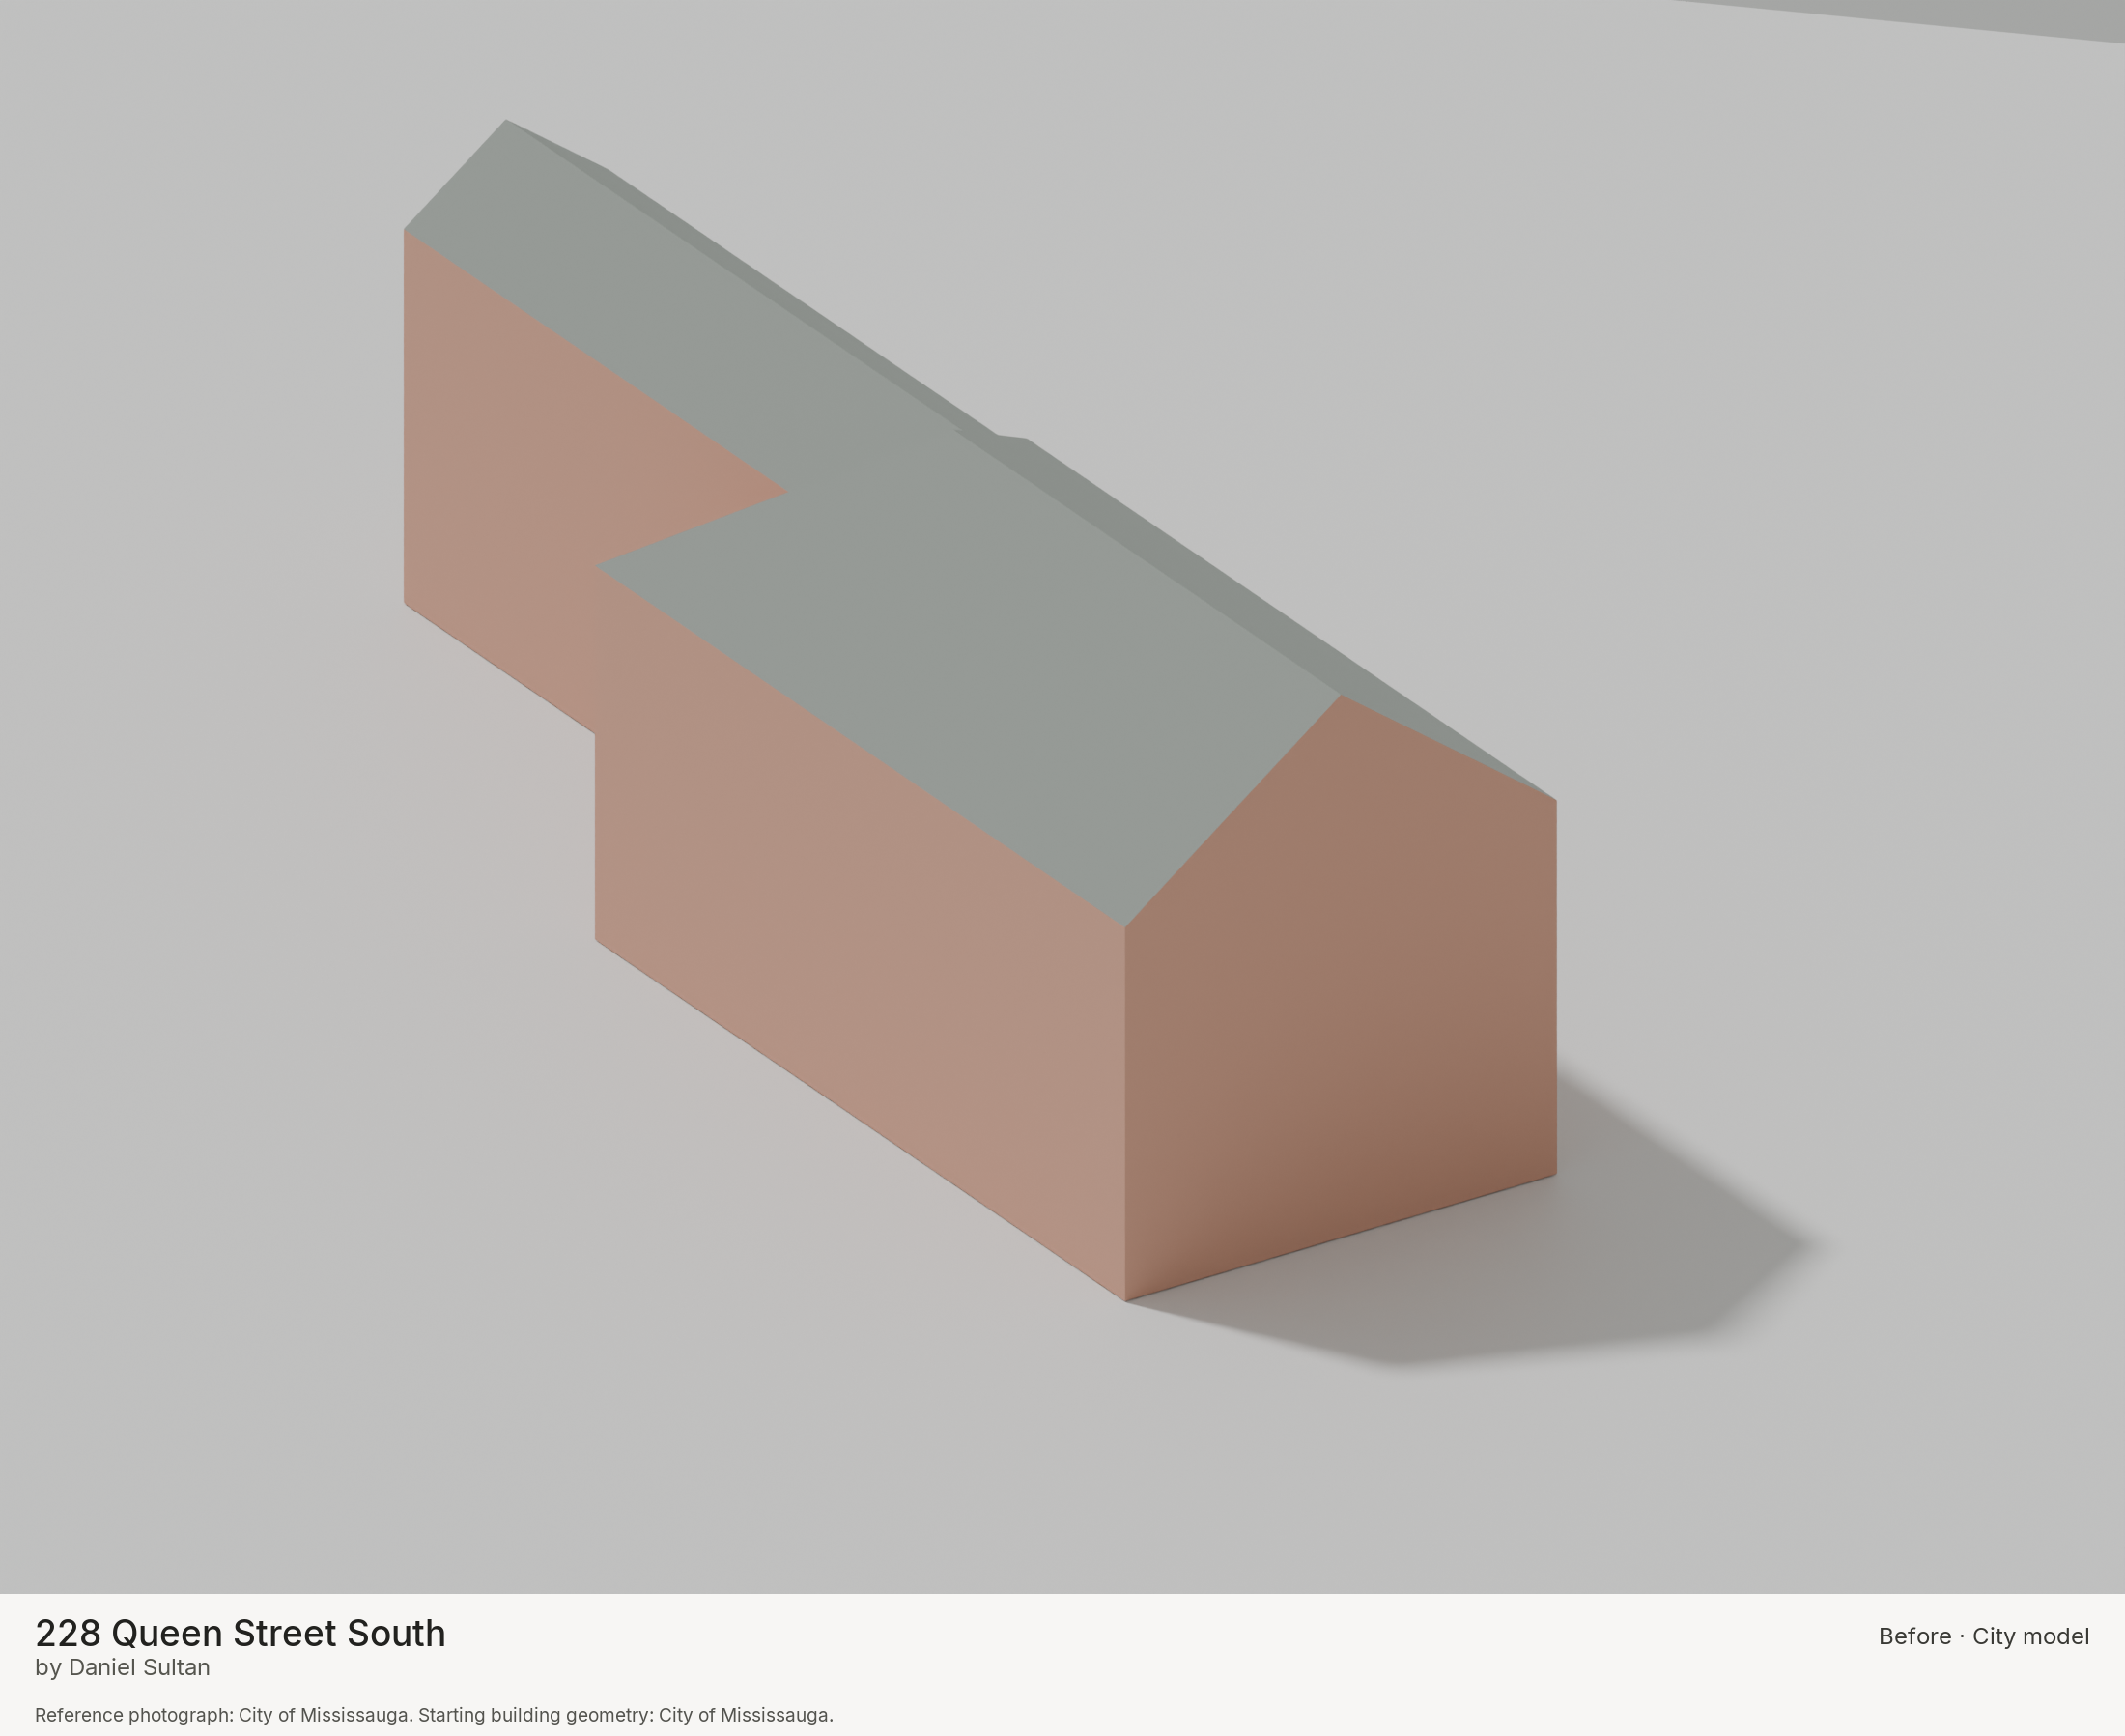 228 Queen Street South
by Daniel Sultan
Before · City model
Reference photograph: City of Mississauga. Starting building geometry: City of Mississauga.